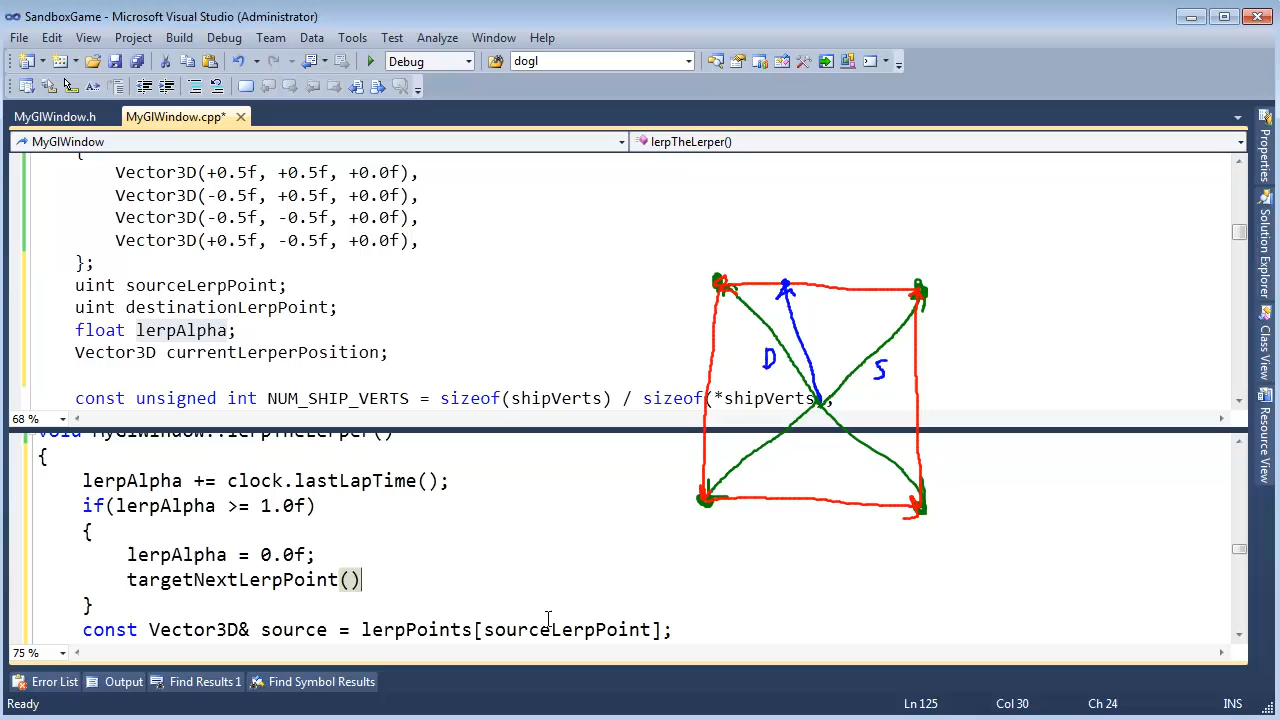 SandboxGame - Microsoft Visual Studio (Administrator)
File Edit View Project Build Debug Team Data Tools Test Analyze Window Help
Debug dogl
MyGlWindow.h MyGlWindow.cpp*
MyGlWindow lerpTheLerper()
{
Vector3D(+0.5f, +0.5f, +0.0f),
Vector3D(-0.5f, +0.5f, +0.0f),
Vector3D(-0.5f, -0.5f, +0.0f),
Vector3D(+0.5f, -0.5f, +0.0f),
};
uint sourceLerpPoint;
uint destinationLerpPoint;
float lerpAlpha;
Vector3D currentLerperPosition;
const unsigned int NUM_SHIP_VERTS = sizeof(shipVerts) / sizeof(*shipVerts);
68 %
D
S
void MyGlWindow::lerpTheLerper()
{
lerpAlpha += clock.lastLapTime();
if(lerpAlpha >= 1.0f)
{
lerpAlpha = 0.0f;
targetNextLerpPoint()
}
const Vector3D& source = lerpPoints[sourceLerpPoint];
75 %
Error List Output Find Results 1 Find Symbol Results
Ready Ln 125 Col 30 Ch 24 INS
Properties
Solution Explorer
Class View
Resource View